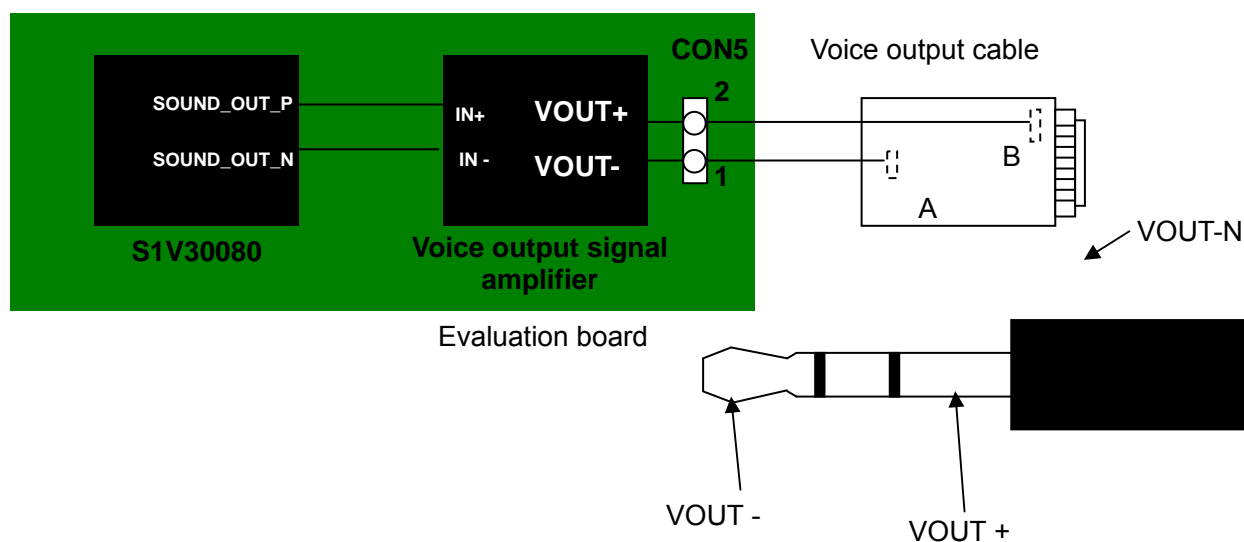 CON5
Voice output cable
SOUND_OUT_P
SOUND_OUT_N
S1V30080
IN+
IN -
VOUT+
VOUT-
Voice output signal
amplifier
2
1
A
B
VOUT-N
Evaluation board
VOUT -
VOUT +